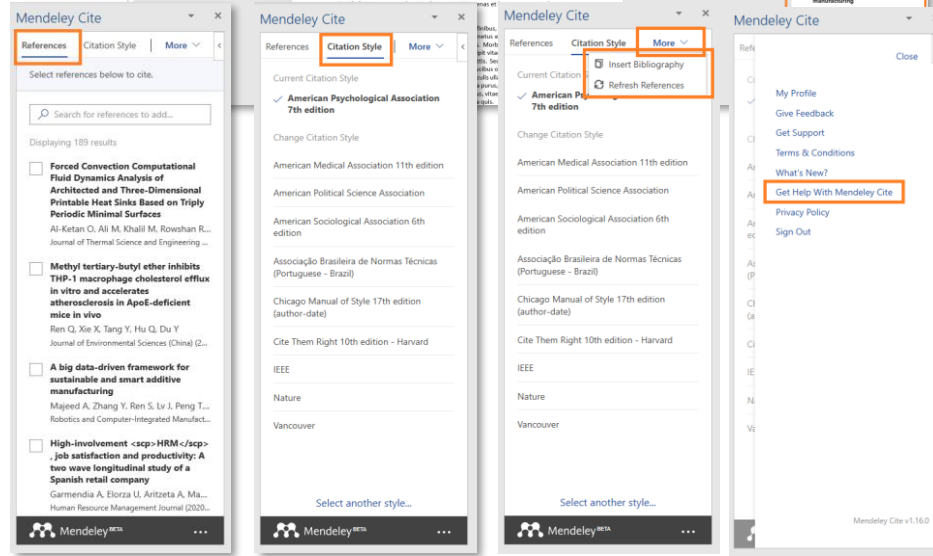 manufacturing
Mendeley Cite
References Citation Style More
Select references below to cite.
Search for references to add...
Displaying 189 results
Forced Convection Computational
Fluid Dynamics Analysis of
Architected and Three-Dimensional
Printable Heat Sinks Based on Triply
Periodic Minimal Surfaces
Al-Ketan O, Ali M, Khalil M, Rowshan R...
Journal of Thermal Science and Engineering ...
Methyl tertiary-butyl ether inhibits
THP-1 macrophage cholesterol efflux
in vitro and accelerates
atherosclerosis in ApoE-deficient
mice in vivo
Ren Q, Xie X, Tang Y, Hu Q, Du Y
Journal of Environmental Sciences (China) (2...
A big data-driven framework for
sustainable and smart additive
manufacturing
Majeed A, Zhang Y, Ren S, Lv J, Peng T...
Robotics and Computer-Integrated Manufact...
High-involvement <scp>HRM</scp>
, job satisfaction and productivity: A
two wave longitudinal study of a
Spanish retail company
Garmendia A, Elorza U, Aritzeta A, Ma...
Human Resource Management Journal (2020...
Mendeley BETA ...
Mendeley Cite
References Citation Style More
Current Citation Style
American Psychological Association
7th edition
Change Citation Style
American Medical Association 11th edition
American Political Science Association
American Sociological Association 6th
edition
Associação Brasileira de Normas Técnicas
(Portuguese - Brazil)
Chicago Manual of Style 17th edition
(author-date)
Cite Them Right 10th edition - Harvard
IEEE
Nature
Vancouver
Select another style...
Mendeley BETA ...
Mendeley Cite
References Citation Style More
Insert Bibliography
Refresh References
Current Citation
American Psy
7th edition
Change Citation Style
American Medical Association 11th edition
American Political Science Association
American Sociological Association 6th
edition
Associação Brasileira de Normas Técnicas
(Portuguese - Brazil)
Chicago Manual of Style 17th edition
(author-date)
Cite Them Right 10th edition - Harvard
IEEE
Nature
Vancouver
Select another style...
Mendeley BETA ...
Mendeley Cite
Close
My Profile
Give Feedback
Get Support
Terms & Conditions
What's New?
Get Help With Mendeley Cite
Privacy Policy
Sign Out
Mendeley Cite v1.16.0